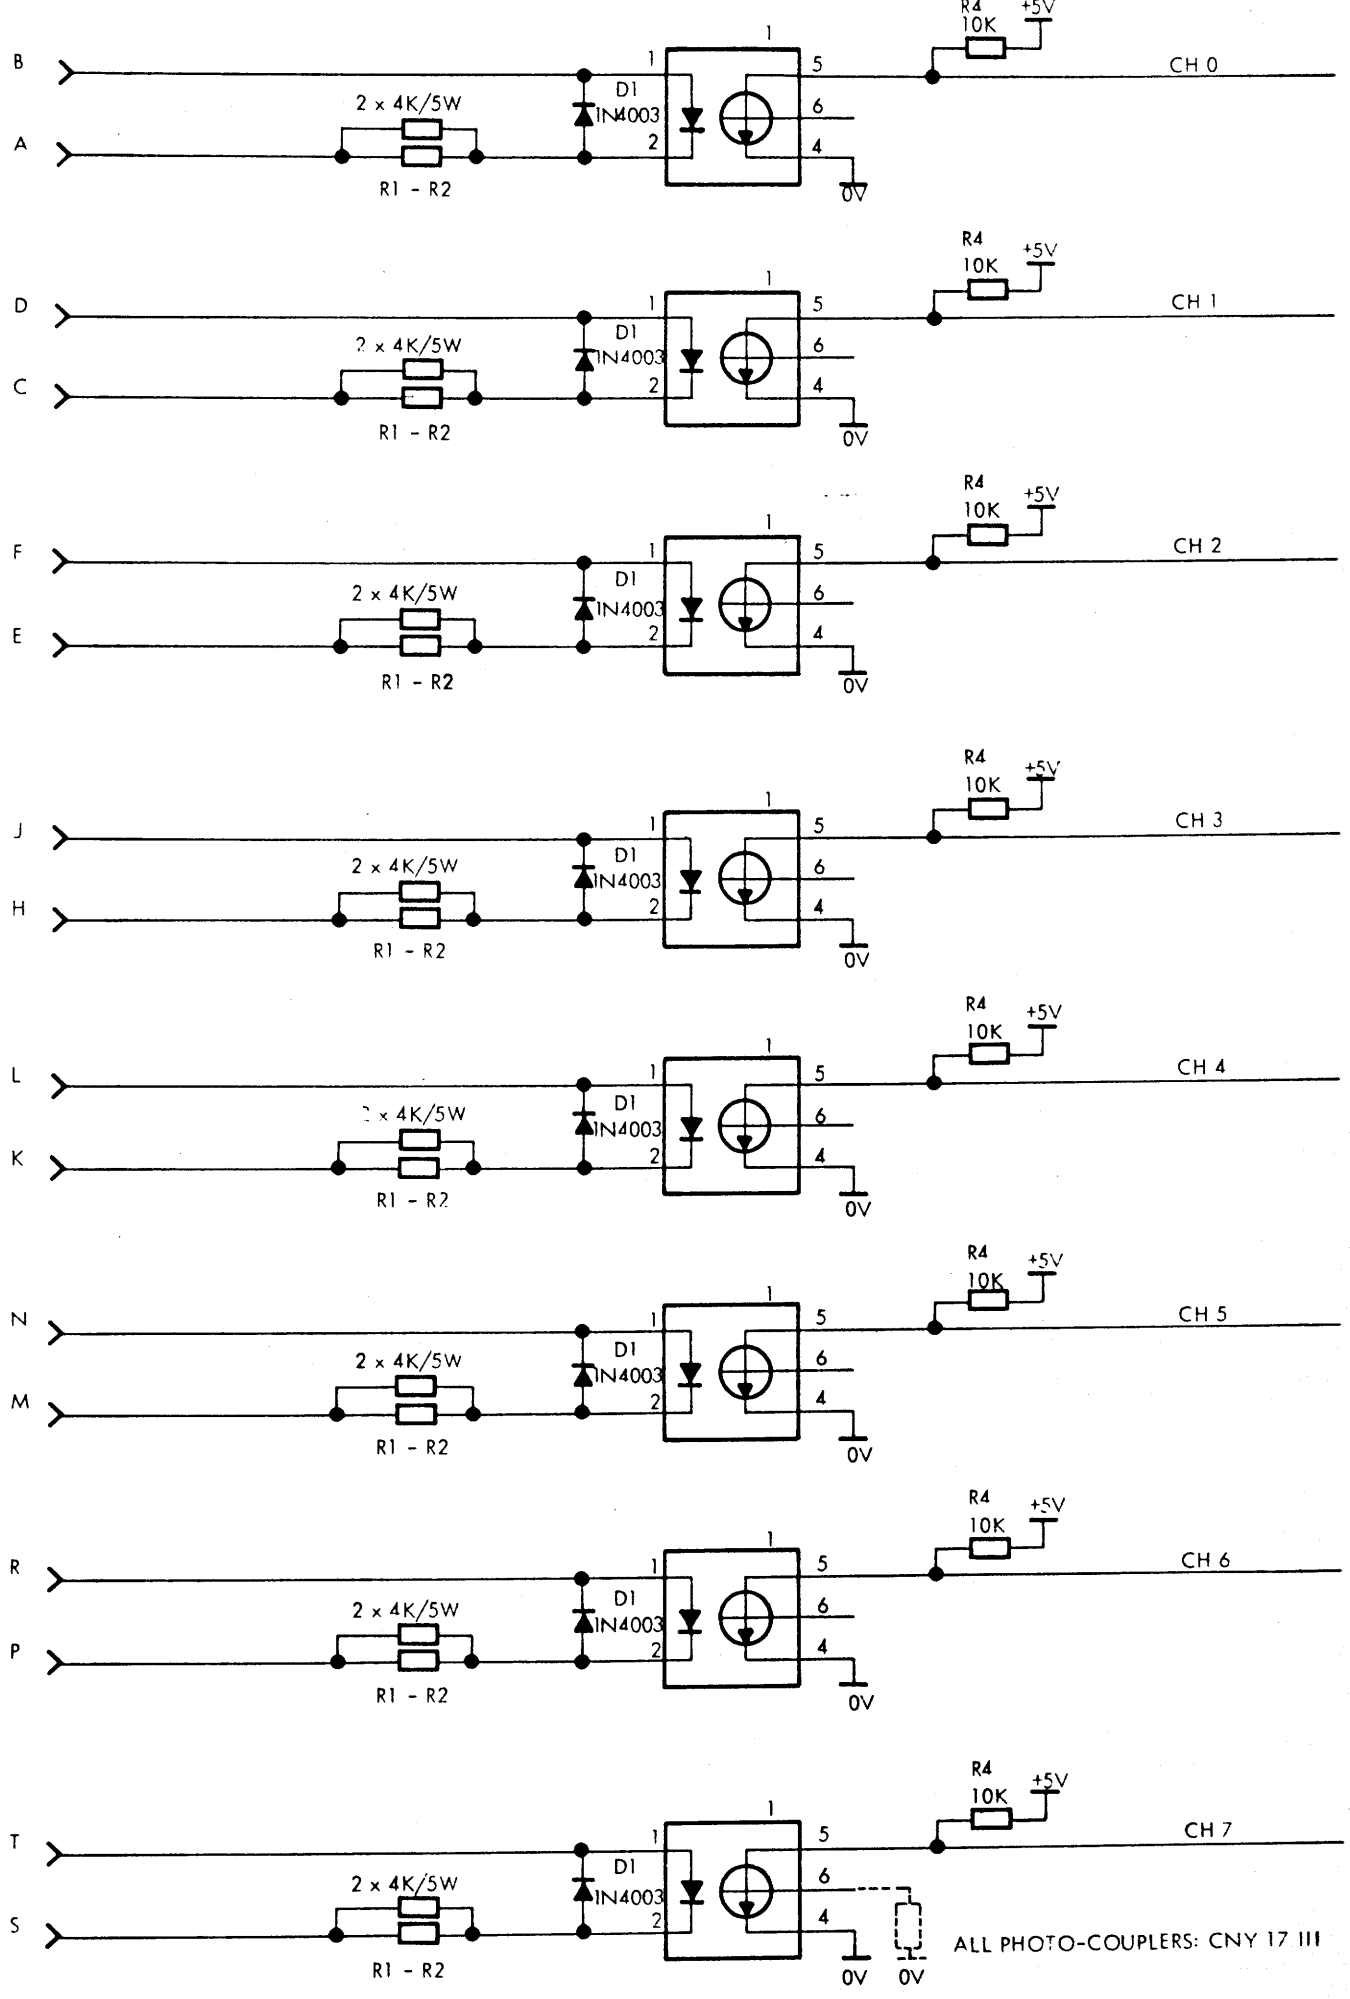 R4
+5V
10K
1
B
1
5
CH 0
D1
2 x 4K/5W
1N4003
6
A
2
4
R1 - R2
0V
R4
+5V
10K
1
D
1
5
CH 1
D1
2 x 4K/5W
1N4003
6
C
2
4
R1 - R2
0V
R4
+5V
10K
1
F
1
5
CH 2
D1
2 x 4K/5W
1N4003
6
E
2
4
R1 - R2
0V
R4
+5V
10K
1
J
1
5
CH 3
D1
2 x 4K/5W
1N4003
6
H
2
4
R1 - R2
0V
R4
+5V
10K
1
L
1
5
CH 4
D1
2 x 4K/5W
1N4003
6
K
2
4
R1 - R2
0V
R4
+5V
10K
1
N
1
5
CH 5
D1
2 x 4K/5W
1N4003
6
M
2
4
R1 - R2
0V
R4
+5V
10K
1
R
1
5
CH 6
D1
2 x 4K/5W
1N4003
6
P
2
4
R1 - R2
0V
R4
+5V
10K
1
T
1
5
CH 7
D1
2 x 4K/5W
1N4003
6
S
2
4
ALL PHOTO-COUPLERS: CNY 17 III
R1 - R2
0V
0V